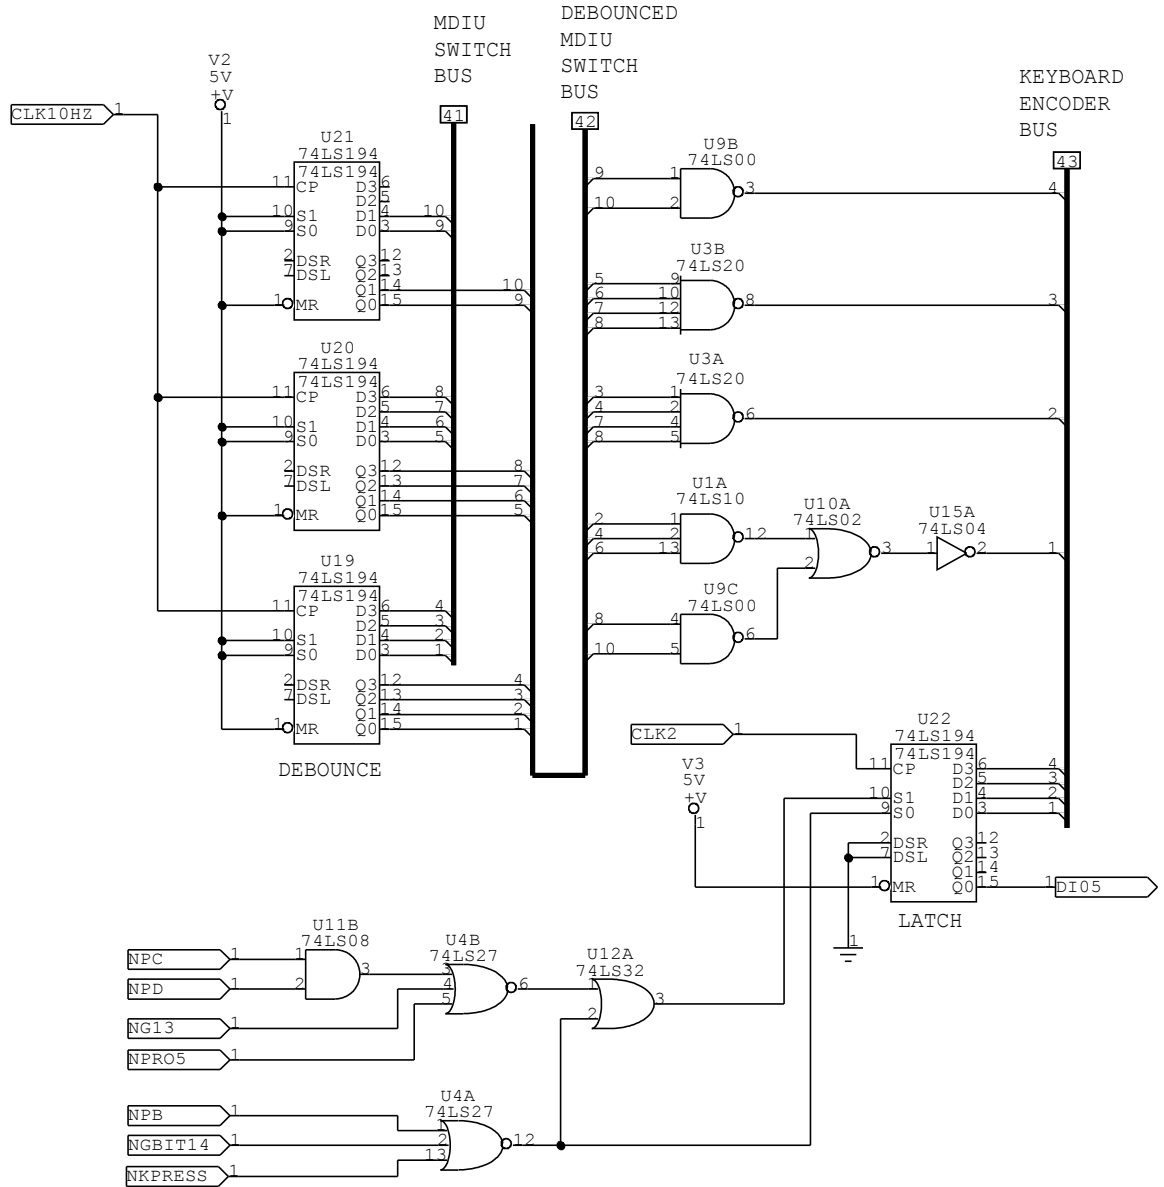 MDIU
SWITCH
BUS
41
DEBOUNCED
MDIU
SWITCH
BUS
42
KEYBOARD
ENCODER
BUS
43
V2
5V
+V
1
CLK10HZ 1
U21
74LS194
74LS194
11 CP D3 6
D2 5
10 S1 D1 4 10
9 S0 D0 3 9
2 DSR Q3 12
7 DSL Q2 13
Q1 14 10
1 MR Q0 15 9
U20
74LS194
74LS194
11 CP D3 6 8
D2 5 7
10 S1 D1 4 6
9 S0 D0 3 5
2 DSR Q3 12 8
7 DSL Q2 13 7
Q1 14 6
1 MR Q0 15 5
U19
74LS194
74LS194
11 CP D3 6 4
D2 5 3
10 S1 D1 4 2
9 S0 D0 3 1
2 DSR Q3 12 4
7 DSL Q2 13 3
Q1 14 2
1 MR Q0 15 1
DEBOUNCE
U9B
74LS00
9 1 3 4
10 2
U3B
74LS20
5 9
6 10 8 3
7 12
8 13
U3A
74LS20
3 1
4 2 6 2
7 4
8 5
U1A
74LS10
2 1
4 2 12
6 13
U10A
74LS02
1 3
2
U15A
74LS04
1 2 1
U9C
74LS00
8 4 6
10 5
CLK2 1
V3
5V
+V
1
U22
74LS194
74LS194
11 CP D3 6 4
D2 5 3
10 S1 D1 4 2
9 S0 D0 3 1
2 DSR Q3 12
7 DSL Q2 13
Q1 14
1 MR Q0 15 1 DI05
LATCH
1
U11B
74LS08
NPC 1 1 3
NPD 1 2
NG13 1
NPRO5 1
U4B
74LS27
3
4 6
5
U12A
74LS32
1 3
2
U4A
74LS27
NPB 1 1
NGBIT14 1 2 12
NKPRESS 1 13